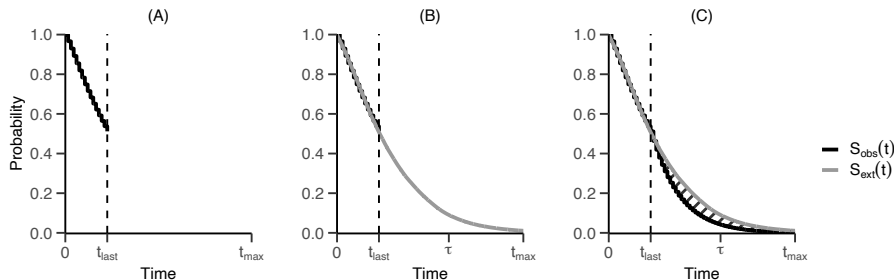 (A)
(B)
(C)
Probability
1.0
0.8
0.6
0.4
0.2
0.0
0
t_last
t_max
Time
1.0
0.8
0.6
0.4
0.2
0.0
0
t_last
τ
t_max
Time
1.0
0.8
0.6
0.4
0.2
0.0
0
t_last
τ
t_max
Time
S_obs(t)
S_ext(t)